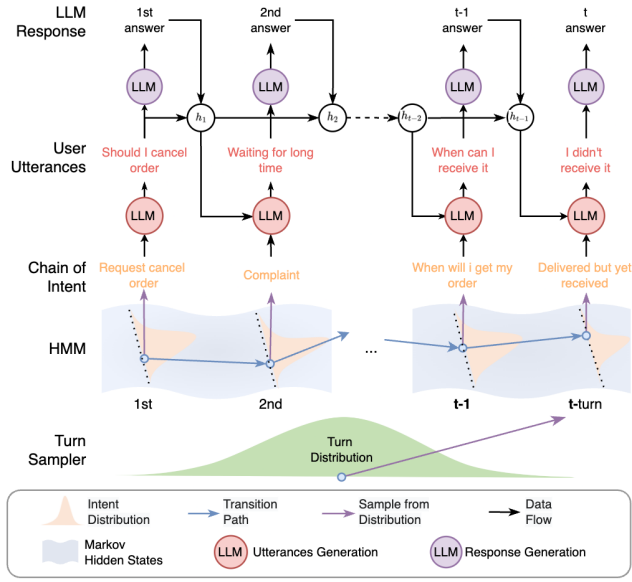 LLM
Response
1st
answer
2nd
answer
t-1
answer
t
answer
LLM
LLM
LLM
LLM
h1
h2
ht-2
ht-1
User
Utterances
Should I cancel
order
Waiting for long
time
When can I
receive it
I didn't
receive it
LLM
LLM
LLM
LLM
Chain of
Intent
Request cancel
order
Complaint
When will i get my
order
Delivered but yet
received
HMM
...
1st
2nd
t-1
t-turn
Turn
Sampler
Turn
Distribution
Intent
Distribution
Transition
Path
Sample from
Distribution
Data
Flow
Markov
Hidden States
LLM
Utterances Generation
LLM
Response Generation